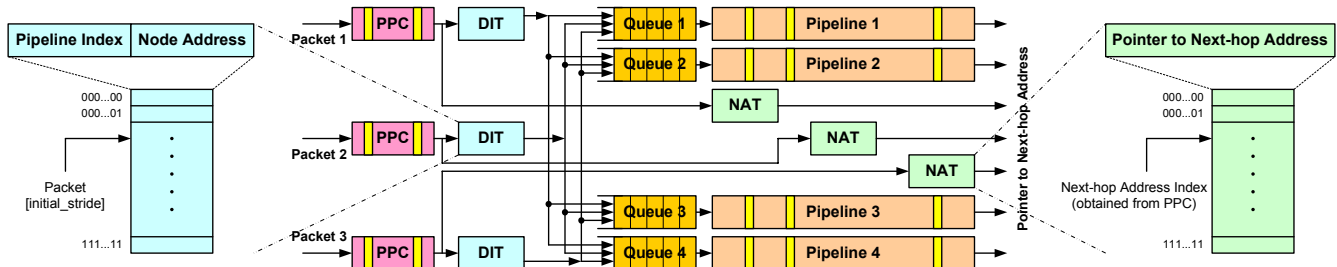 Pipeline Index Node Address
000...00
000...01
Packet
[initial_stride]
111...11
Packet 1
PPC
DIT
Queue 1
Pipeline 1
Queue 2
Pipeline 2
NAT
Packet 2
PPC
DIT
NAT
NAT
Queue 3
Pipeline 3
Packet 3
PPC
DIT
Queue 4
Pipeline 4
Pointer to Next-hop Address
Pointer to Next-hop Address
000...00
000...01
Next-hop Address Index
(obtained from PPC)
111...11